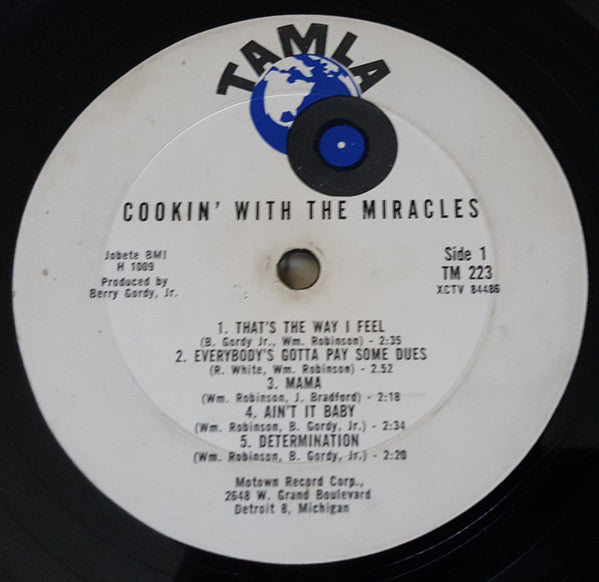 TAMLA
COOKIN' WITH THE MIRACLES
Jobete BMI
H 1009
Produced by
Berry Gordy, Jr.
Side 1
TM 223
XCTV 84486
1. THAT'S THE WAY I FEEL
(B. Gordy Jr., Wm. Robinson) - 2:35
2. EVERYBODY'S GOTTA PAY SOME DUES
(R. White, Wm. Robinson) - 2.52
3. MAMA
(Wm. Robinson, J. Bradford) - 2:18
4. AIN'T IT BABY
(Wm. Robinson, B. Gordy, Jr.) - 2:34
5. DETERMINATION
(Wm. Robinson, B. Gordy, Jr.) - 2:20
Motown Record Corp.,
2648 W. Grand Boulevard
Detroit 8, Michigan